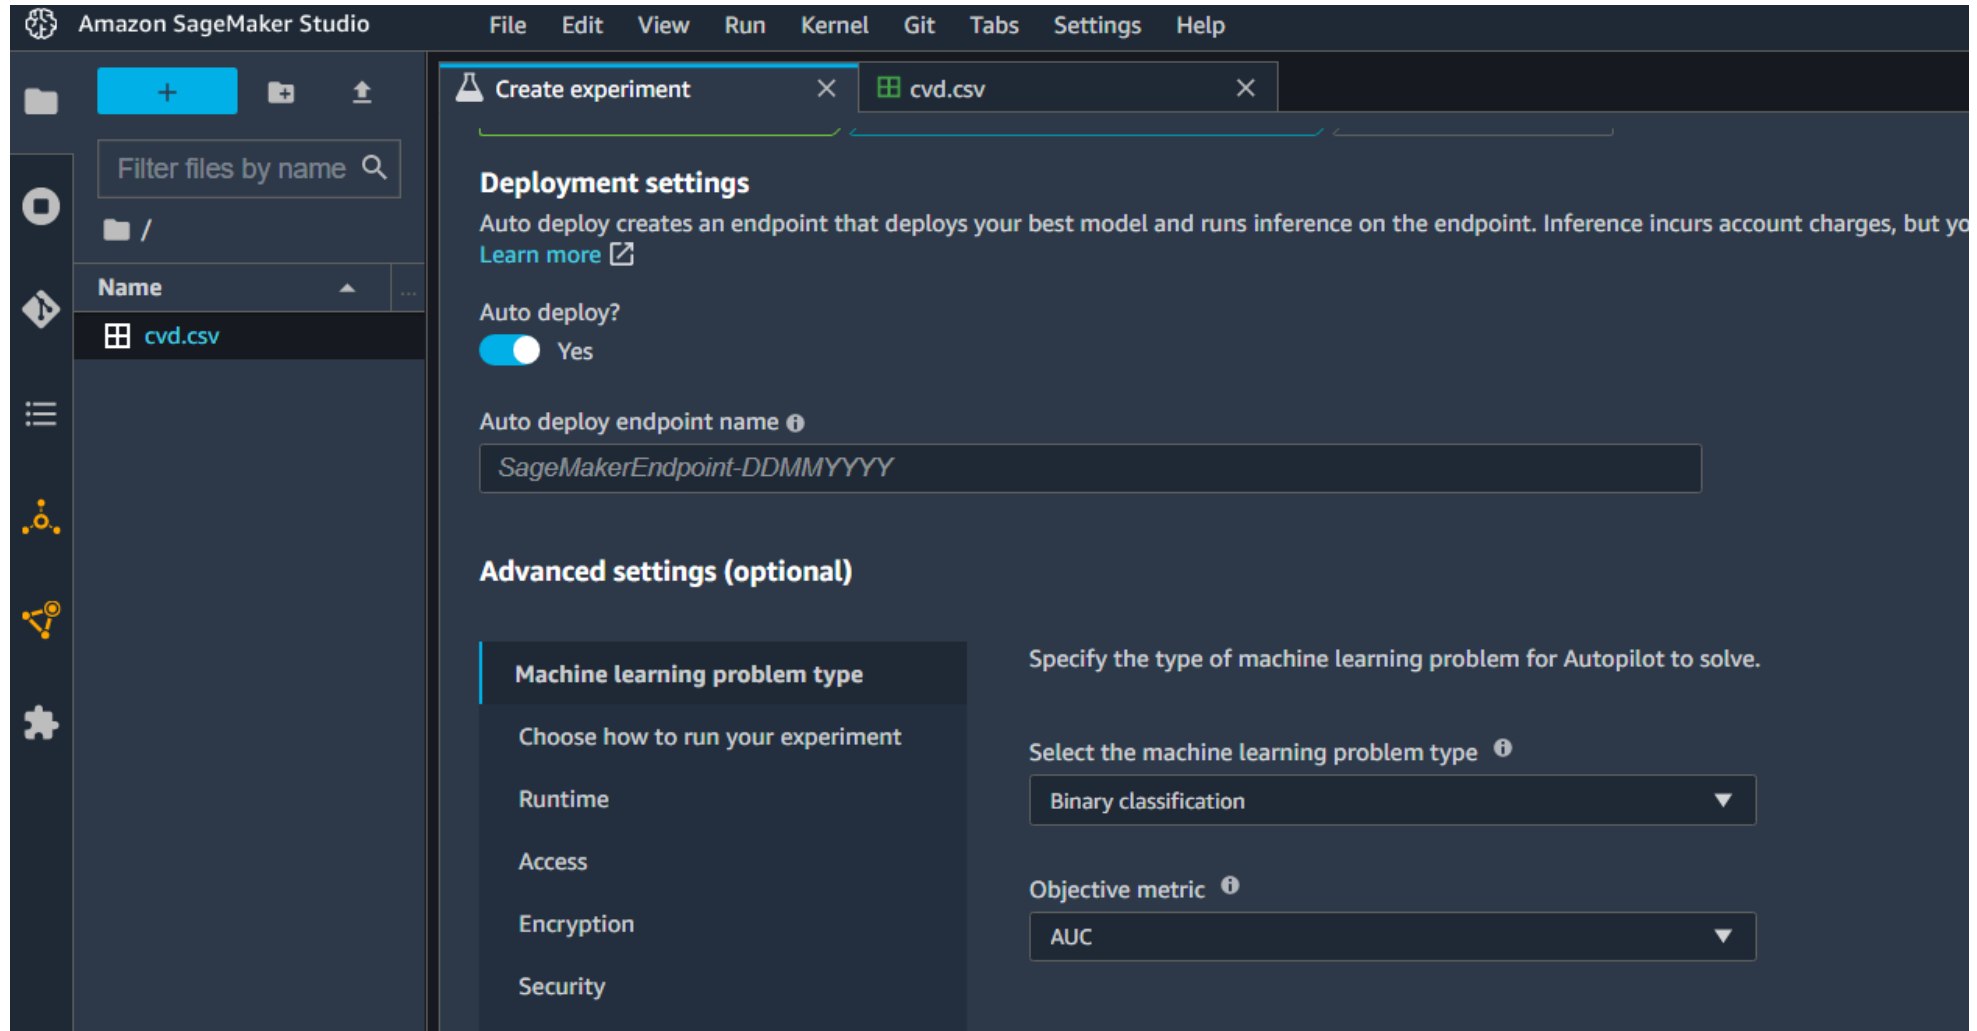 Amazon SageMaker Studio File Edit View Run Kernel Git Tabs Settings Help
+
Create experiment
cvd.csv
Filter files by name
/
Name ...
cvd.csv
Deployment settings
Auto deploy creates an endpoint that deploys your best model and runs inference on the endpoint. Inference incurs account charges, but yo
Learn more
Auto deploy?
Yes
Auto deploy endpoint name
SageMakerEndpoint-DDMMYYYY
Advanced settings (optional)
Machine learning problem type
Choose how to run your experiment
Runtime
Access
Encryption
Security
Specify the type of machine learning problem for Autopilot to solve.
Select the machine learning problem type
Binary classification
Objective metric
AUC